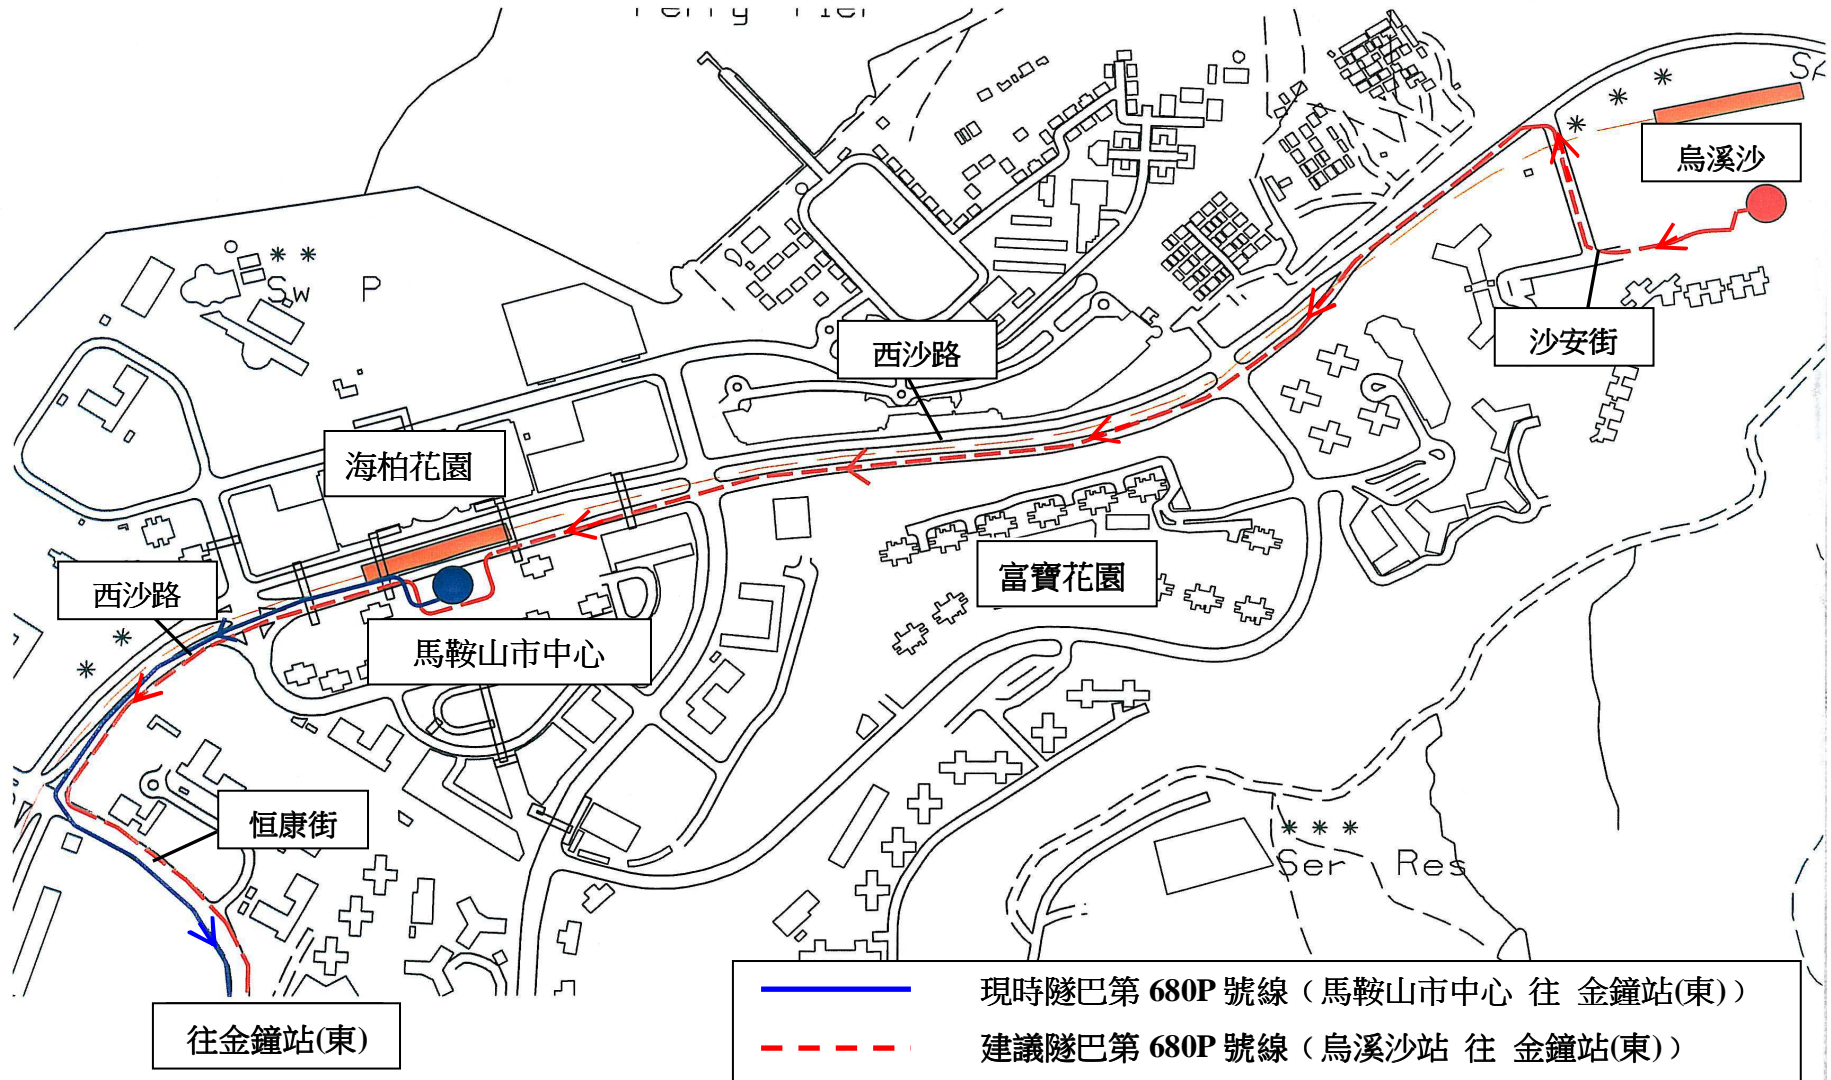 Ferry Pier
烏溪沙
沙安街
西沙路
Sw P
海柏花園
富寶花園
西沙路
馬鞍山市中心
恒康街
Ser Res
往金鐘站(東)
現時隧巴第 680P 號線（馬鞍山市中心 往 金鐘站(東)）
建議隧巴第 680P 號線（烏溪沙站 往 金鐘站(東)）